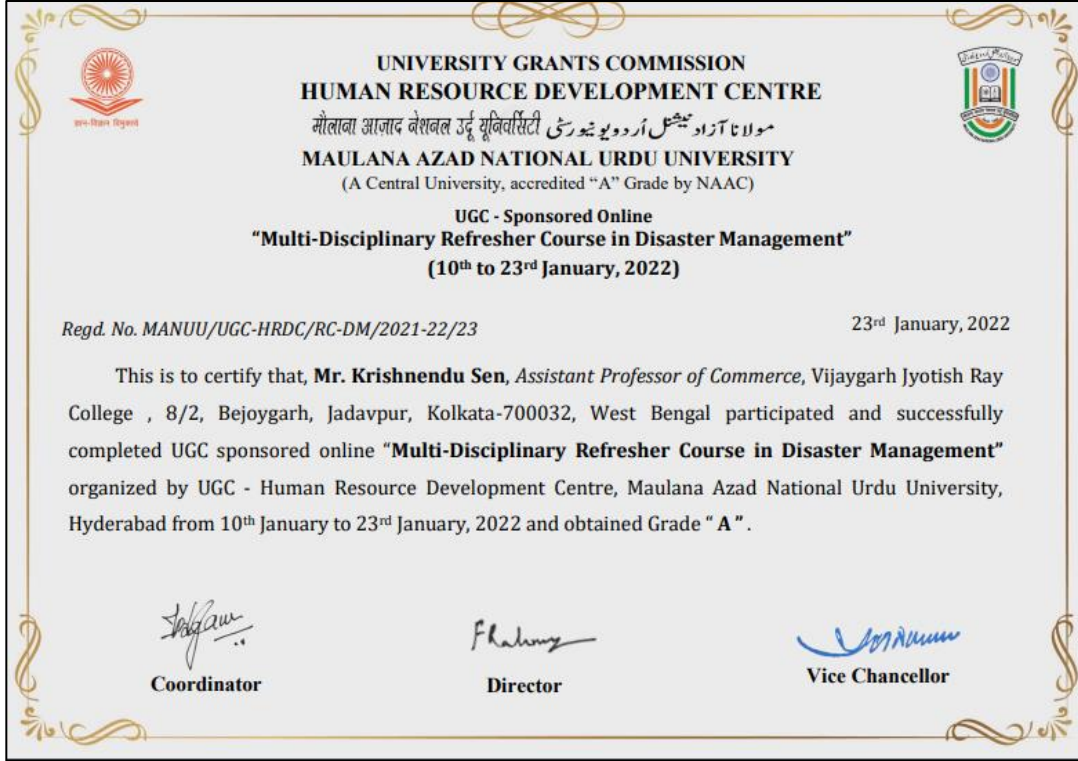 UNIVERSITY GRANTS COMMISSION
HUMAN RESOURCE DEVELOPMENT CENTRE
मौलाना आज़ाद नेशनल उर्दू यूनिवर्सिटी مولانا آزاد نیشنل اُردو یونیورسٹی
MAULANA AZAD NATIONAL URDU UNIVERSITY
(A Central University, accredited “A” Grade by NAAC)
ज्ञान-विज्ञान विमुक्तये
UGC - Sponsored Online
“Multi-Disciplinary Refresher Course in Disaster Management”
(10th to 23rd January, 2022)
Regd. No. MANUU/UGC-HRDC/RC-DM/2021-22/23
23rd January, 2022
This is to certify that, Mr. Krishnendu Sen, Assistant Professor of Commerce, Vijaygarh Jyotish Ray
College , 8/2, Bejoygarh, Jadavpur, Kolkata-700032, West Bengal participated and successfully
completed UGC sponsored online “Multi-Disciplinary Refresher Course in Disaster Management”
organized by UGC - Human Resource Development Centre, Maulana Azad National Urdu University,
Hyderabad from 10th January to 23rd January, 2022 and obtained Grade “ A ” .
Coordinator
Director
Vice Chancellor